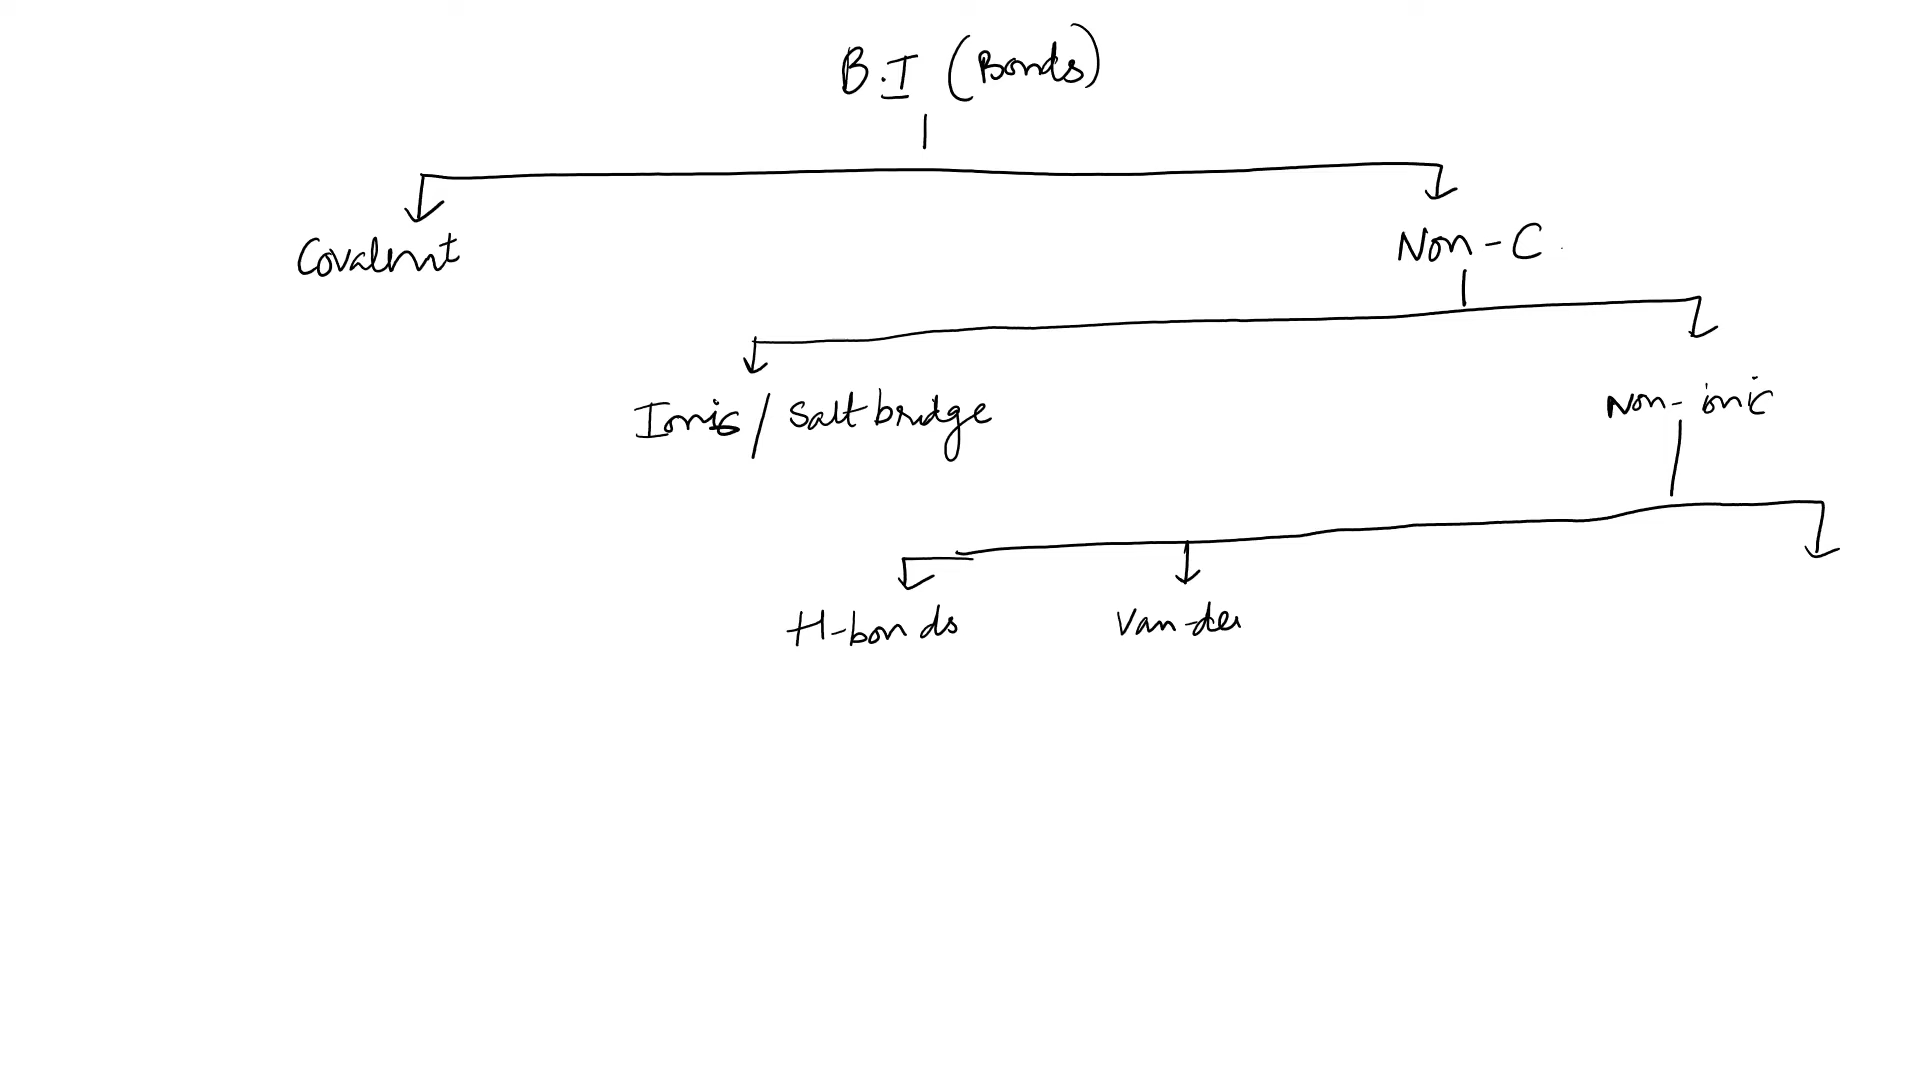 B.I (Bonds)
Covalent
Non-C
Ionic / Salt bridge
Non-ionic
H-bonds
Van-der